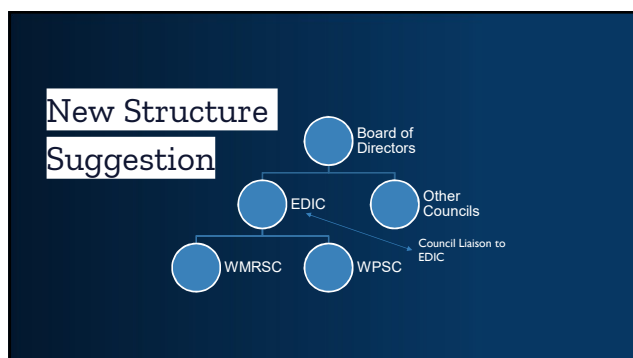 New Structure
Suggestion
Board of
Directors
EDIC
Other
Councils
Council Liaison to
EDIC
WMRSC
WPSC